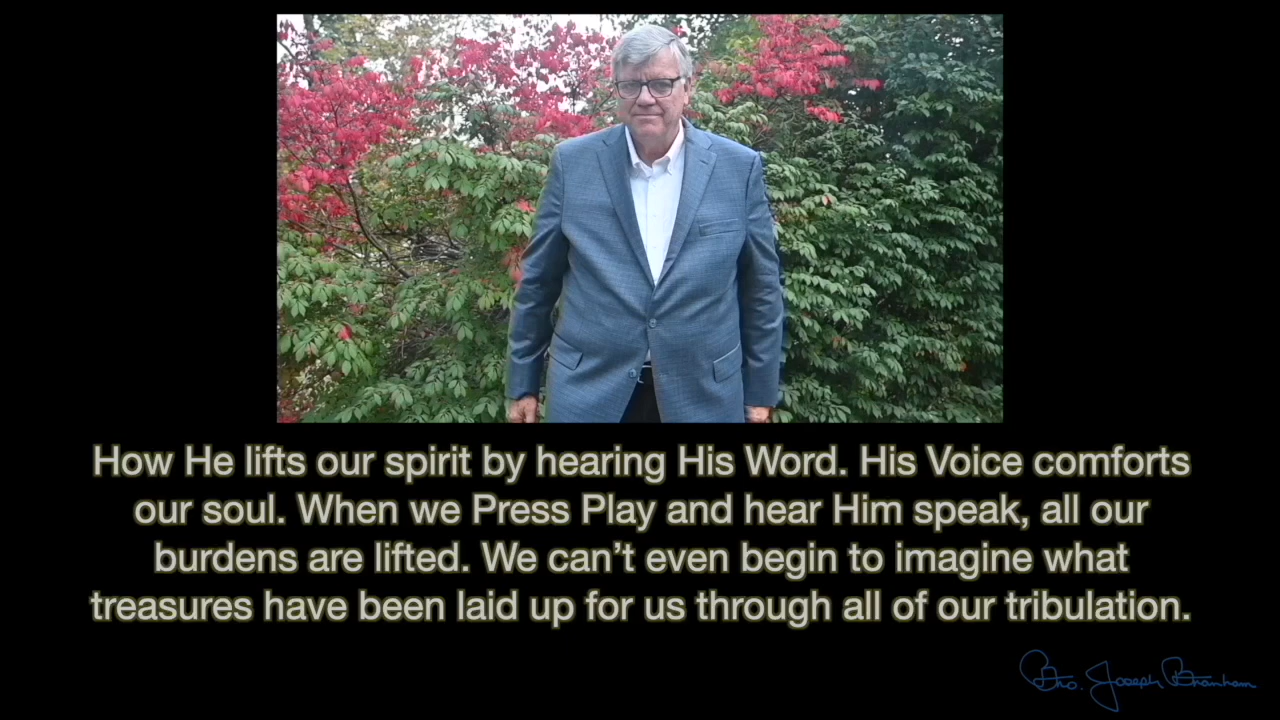 How He lifts our spirit by hearing His Word. His Voice comforts
our soul. When we Press Play and hear Him speak, all our
burdens are lifted. We can’t even begin to imagine what
treasures have been laid up for us through all of our tribulation.
Bro. Joseph Branham